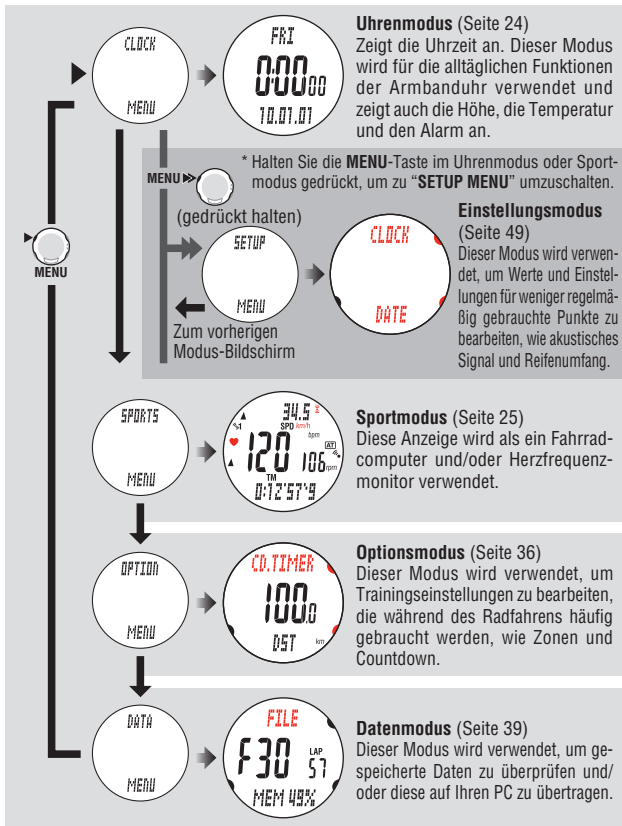 CLOCK
MENU
FRI
0:00 00
10.01.01
Uhrenmodus (Seite 24)
Zeigt die Uhrzeit an. Dieser Modus
wird für die alltäglichen Funktionen
der Armbanduhr verwendet und
zeigt auch die Höhe, die Temperatur
und den Alarm an.
* Halten Sie die MENU-Taste im Uhrenmodus oder Sport-
modus gedrückt, um zu “SETUP MENU” umzuschalten.
MENU
(gedrückt halten)
SETUP
MENU
Zum vorherigen
Modus-Bildschirm
CLOCK
DATE
Einstellungsmodus
(Seite 49)
Dieser Modus wird verwen-
det, um Werte und Einstel-
lungen für weniger regelmä-
ßig gebrauchte Punkte zu
bearbeiten, wie akustisches
Signal und Reifenumfang.
MENU
SPORTS
MENU
34.5
SPD km/h
bpm
AT
120 106 rpm
TM
0:12'57"9
Sportmodus (Seite 25)
Diese Anzeige wird als ein Fahrrad-
computer und/oder Herzfrequenz-
monitor verwendet.
OPTION
MENU
CD.TIMER
100.0
DST km
Optionsmodus (Seite 36)
Dieser Modus wird verwendet, um
Trainingseinstellungen zu bearbeiten,
die während des Radfahrens häufig
gebraucht werden, wie Zonen und
Countdown.
DATA
MENU
FILE
F30 LAP 57
MEM 49%
Datenmodus (Seite 39)
Dieser Modus wird verwendet, um ge-
speicherte Daten zu überprüfen und/
oder diese auf Ihren PC zu übertragen.